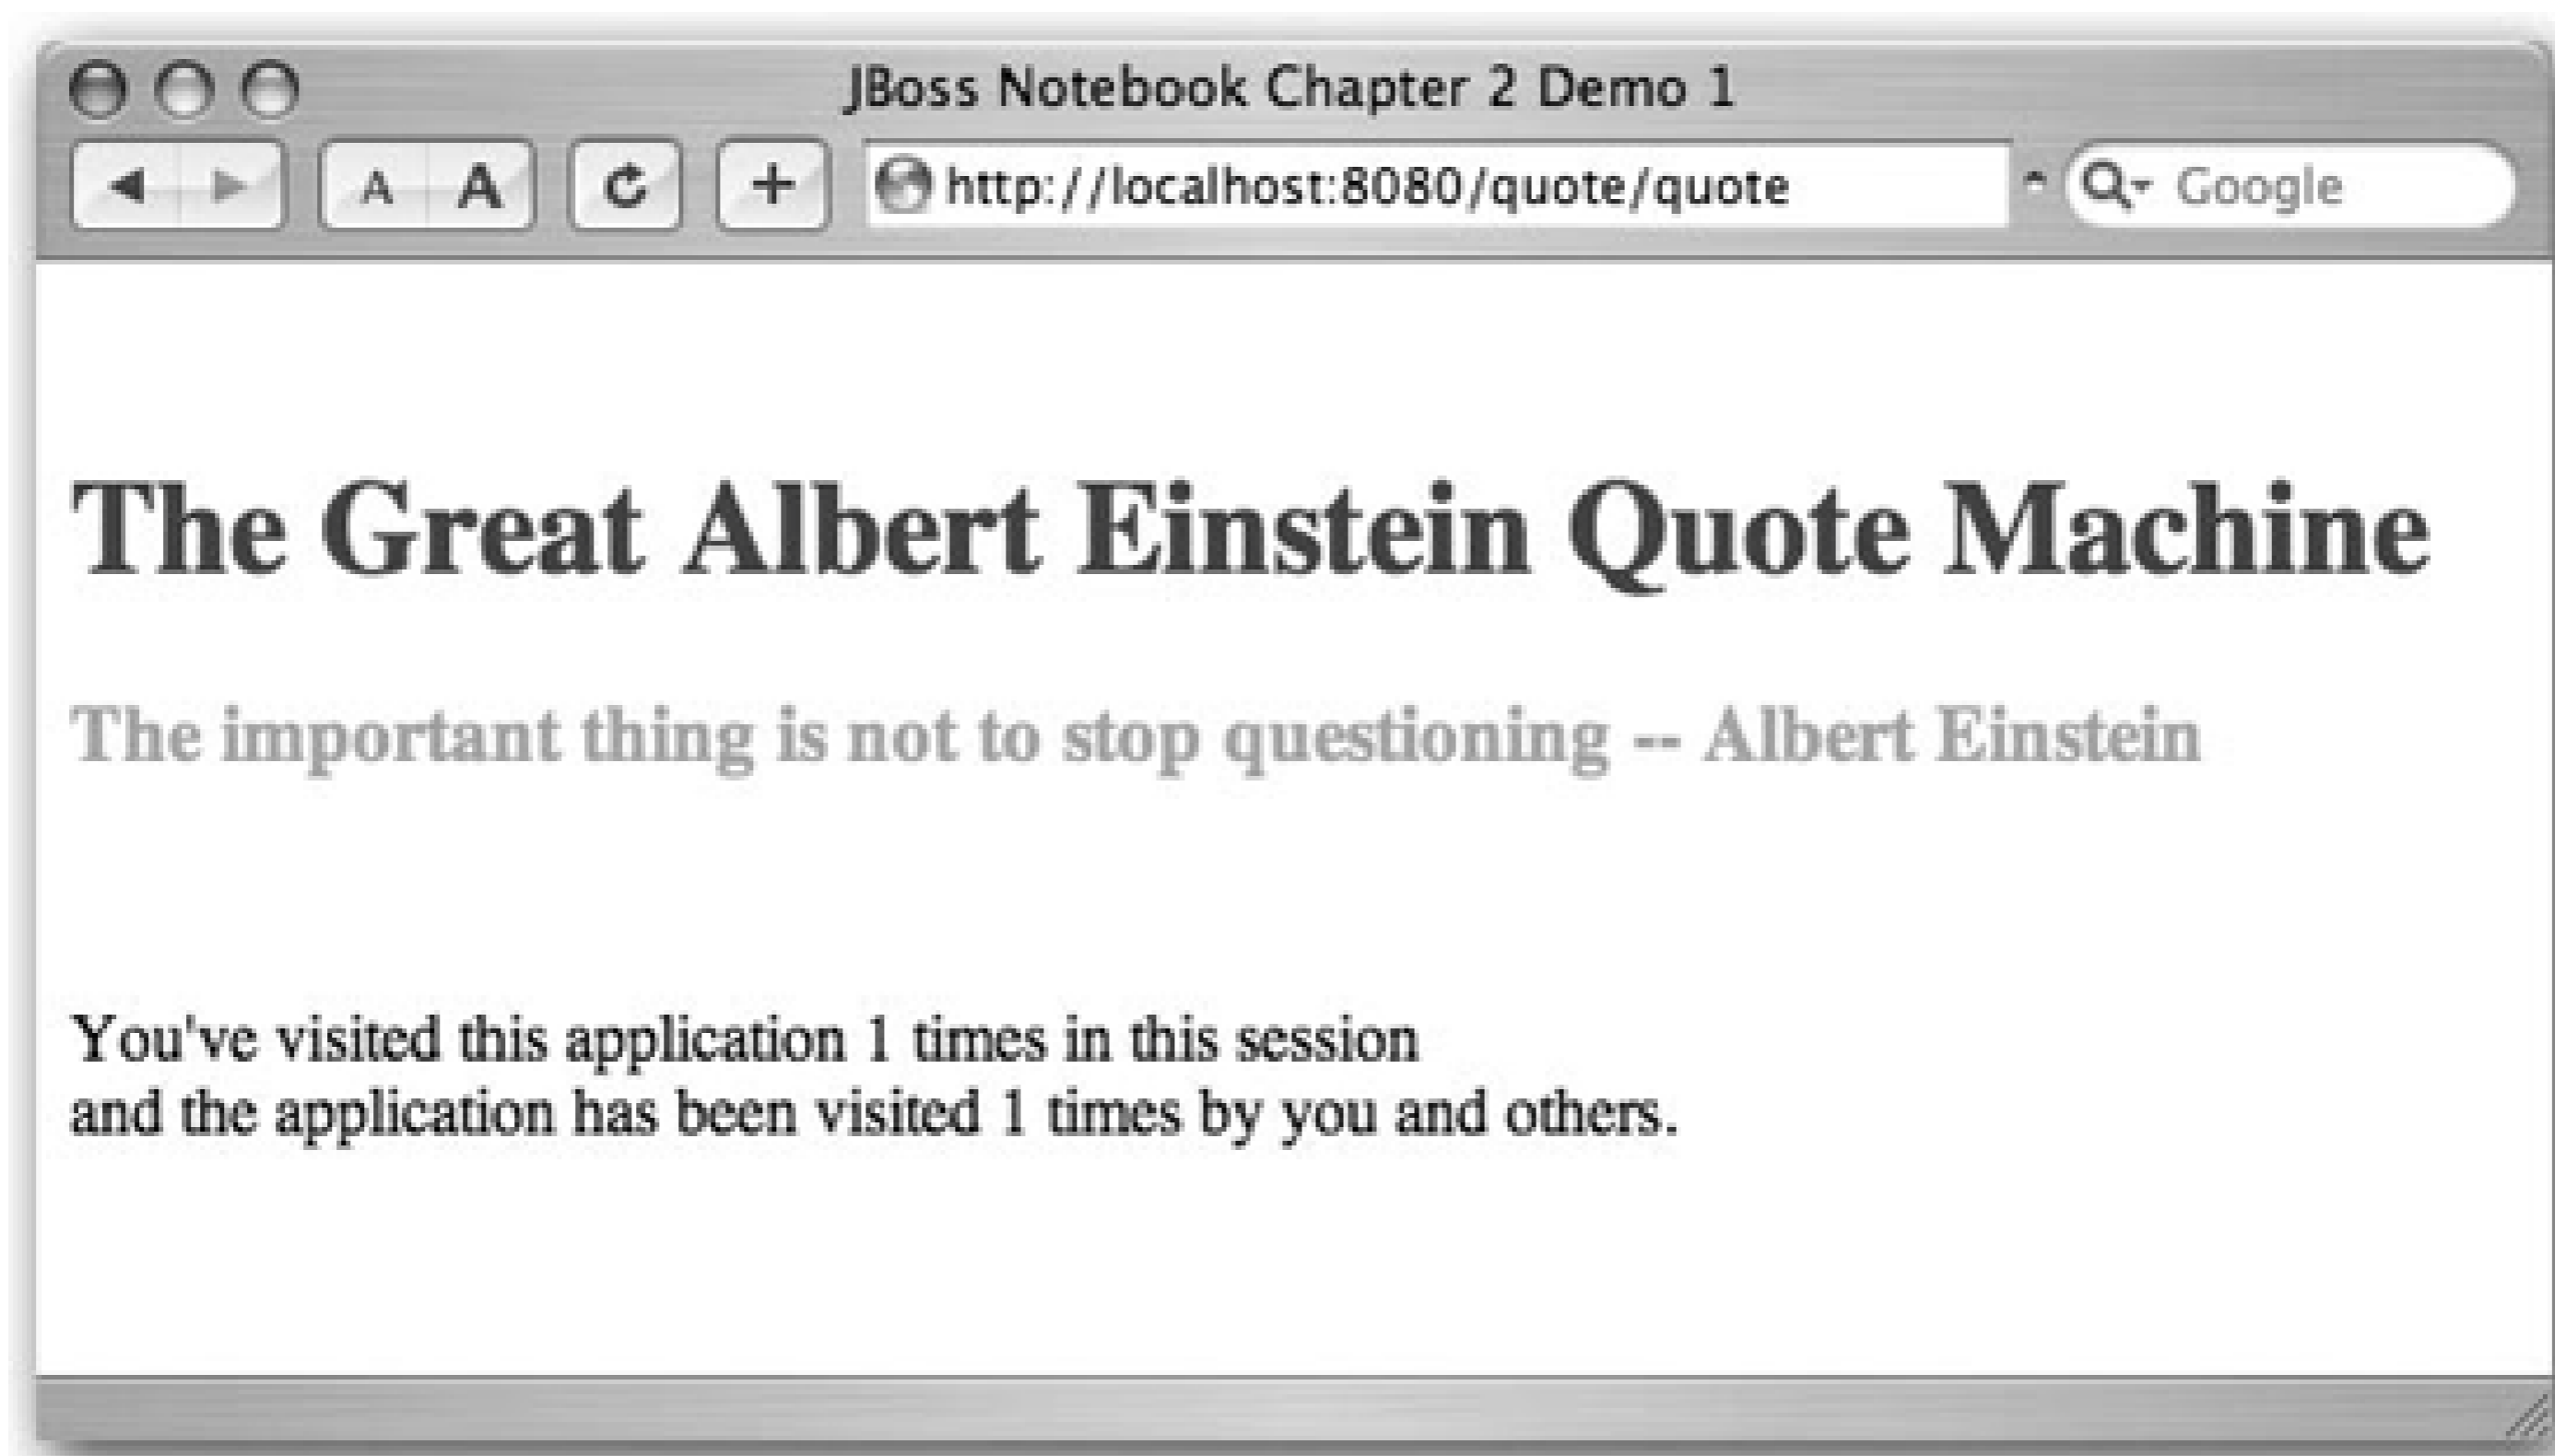 JBoss Notebook Chapter 2 Demo 1
A A + http://localhost:8080/quote/quote Google
The Great Albert Einstein Quote Machine
The important thing is not to stop questioning -- Albert Einstein
You've visited this application 1 times in this session
and the application has been visited 1 times by you and others.